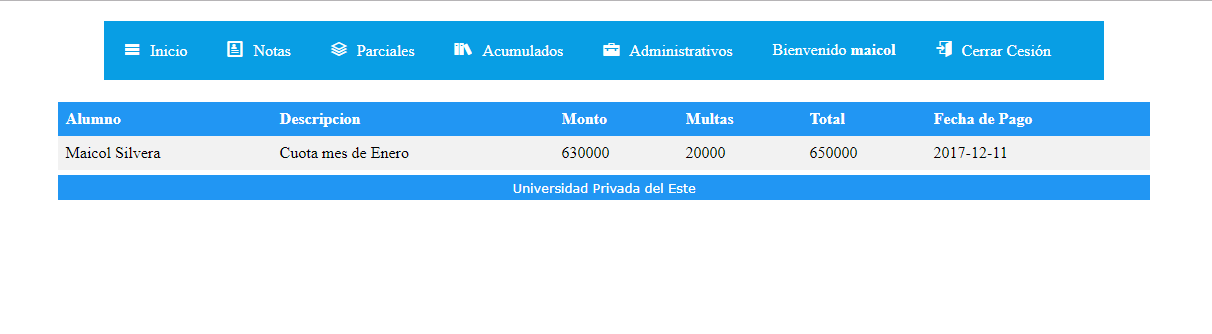 Inicio Notas Parciales Acumulados Administrativos Bienvenido maicol Cerrar Cesión
Alumno Descripcion Monto Multas Total Fecha de Pago
Maicol Silvera Cuota mes de Enero 630000 20000 650000 2017-12-11
Universidad Privada del Este